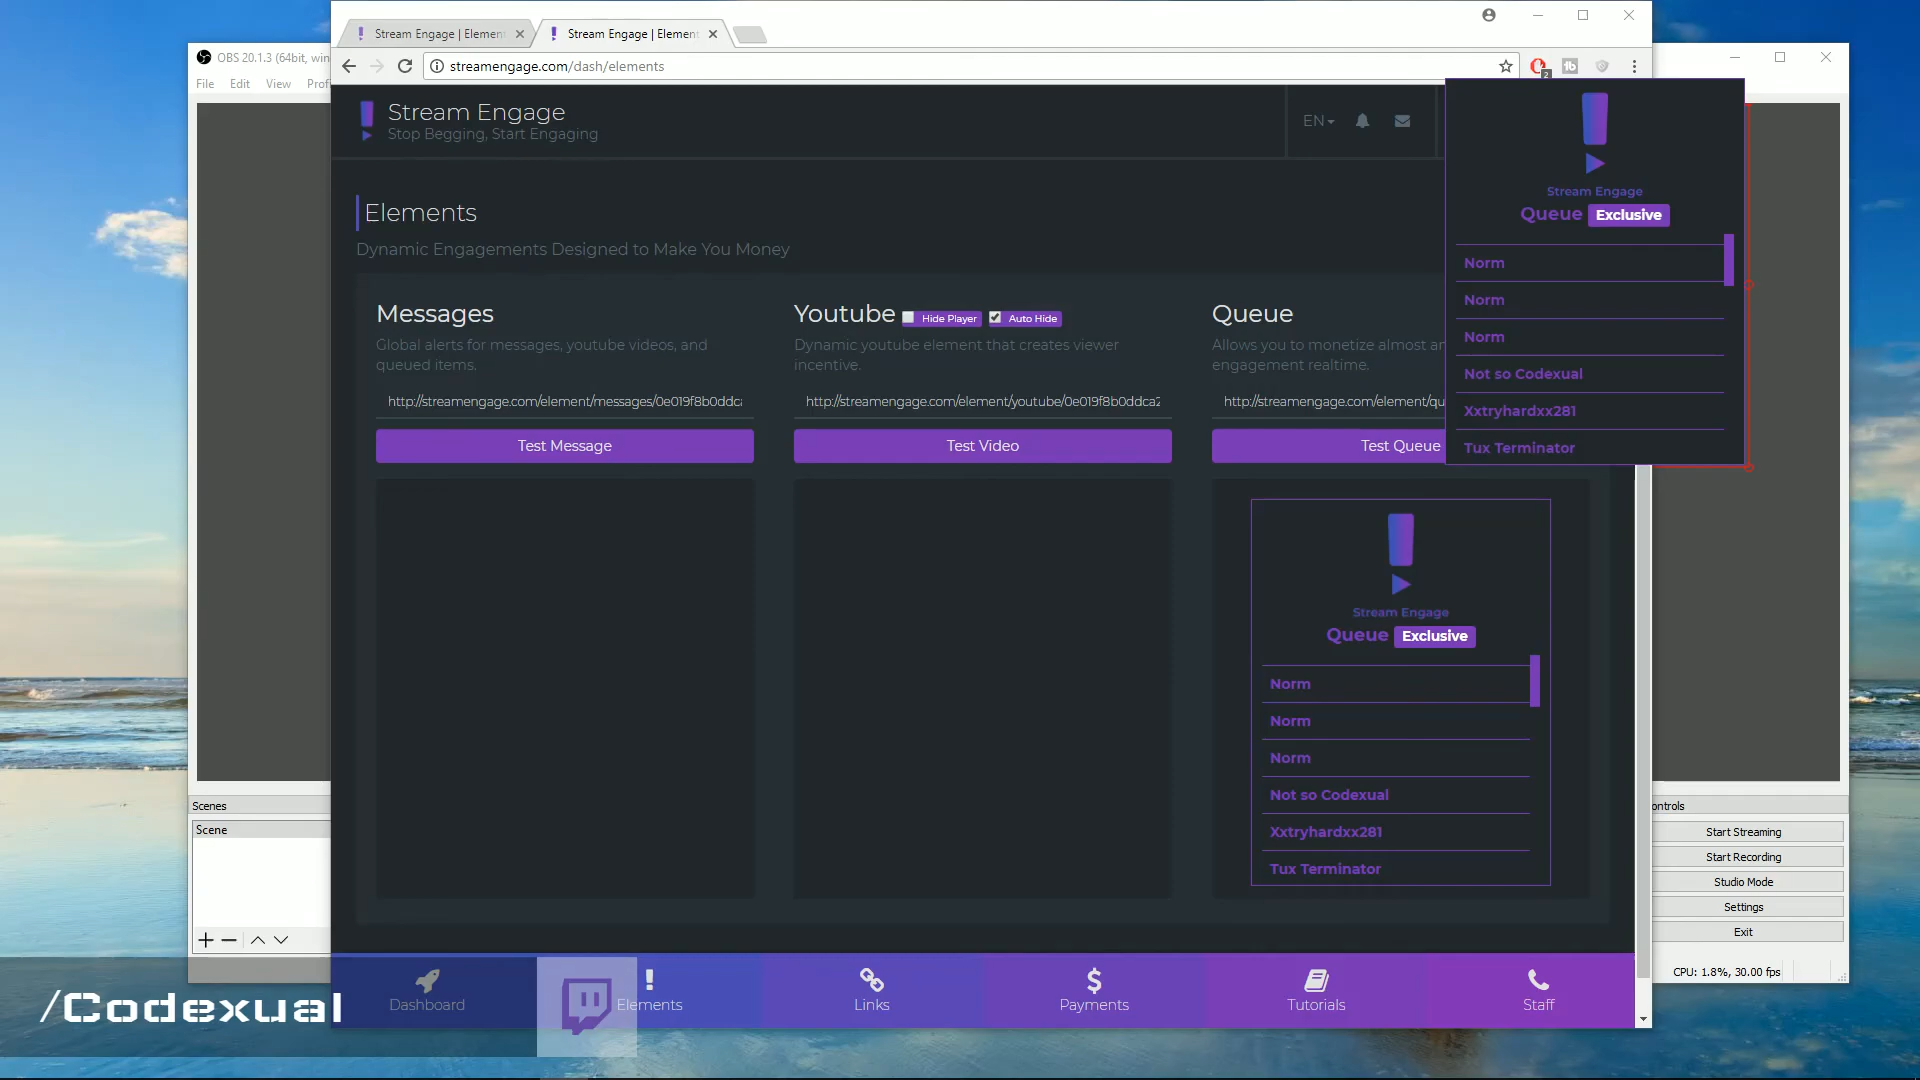 Stream Engage | Elemen
Stream Engage | Elemen
OBS 20.1.3 (64bit, win
streamengage.com/dash/elements
2
File Edit View Prof
Stream Engage
Stop Begging, Start Engaging
EN
Stream Engage
Queue Exclusive
Norm
Norm
Norm
Not so Codexual
Xxtryhardxx281
Tux Terminator
Elements
Dynamic Engagements Designed to Make You Money
Messages
Global alerts for messages, youtube videos, and
queued items.
http://streamengage.com/element/messages/0e019f8b0ddca
Test Message
Youtube Hide Player Auto Hide
Dynamic youtube element that creates viewer
incentive.
http://streamengage.com/element/youtube/0e019f8b0ddca2
Test Video
Queue
Allows you to monetize almost an
engagement realtime.
http://streamengage.com/element/qu
Test Queue
Stream Engage
Queue Exclusive
Norm
Norm
Norm
Not so Codexual
Xxtryhardxx281
Tux Terminator
Scenes
Scene
ontrols
Start Streaming
Start Recording
Studio Mode
Settings
Exit
CPU: 1.8%, 30.00 fps
Dashboard
Elements
Links
Payments
Tutorials
Staff
/Codexual